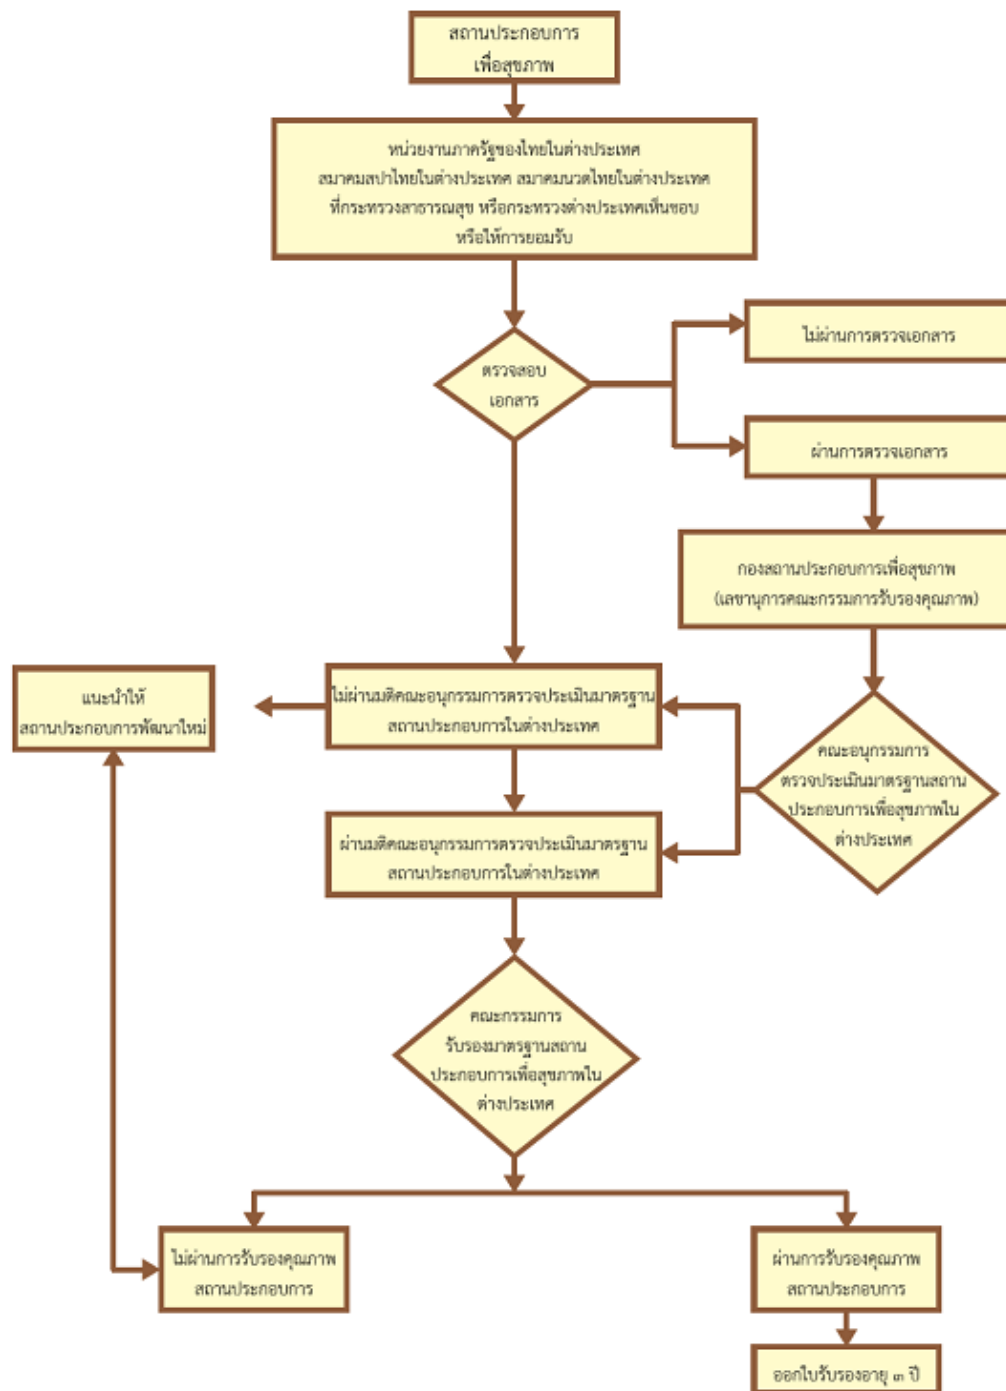 สถานประกอบการ
เพื่อสุขภาพ
หน่วยงานภาครัฐของไทยในต่างประเทศ
สมาคมสปาไทยในต่างประเทศ สมาคมนวดไทยในต่างประเทศ
ที่กระทรวงสาธารณสุข หรือกระทรวงต่างประเทศเห็นชอบ
หรือให้การยอมรับ
ตรวจสอบ
เอกสาร
ไม่ผ่านการตรวจเอกสาร
ผ่านการตรวจเอกสาร
กองสถานประกอบการเพื่อสุขภาพ
(เลขานุการคณะกรรมการรับรองคุณภาพ)
แนะนำให้
สถานประกอบการพัฒนาใหม่
ไม่ผ่านมติคณะอนุกรรมการตรวจประเมินมาตรฐาน
สถานประกอบการในต่างประเทศ
คณะอนุกรรมการ
ตรวจประเมินมาตรฐานสถาน
ประกอบการเพื่อสุขภาพใน
ต่างประเทศ
ผ่านมติคณะอนุกรรมการตรวจประเมินมาตรฐาน
สถานประกอบการในต่างประเทศ
คณะกรรมการ
รับรองมาตรฐานสถาน
ประกอบการเพื่อสุขภาพใน
ต่างประเทศ
ไม่ผ่านการรับรองคุณภาพ
สถานประกอบการ
ผ่านการรับรองคุณภาพ
สถานประกอบการ
ออกใบรับรองอายุ ๓ ปี